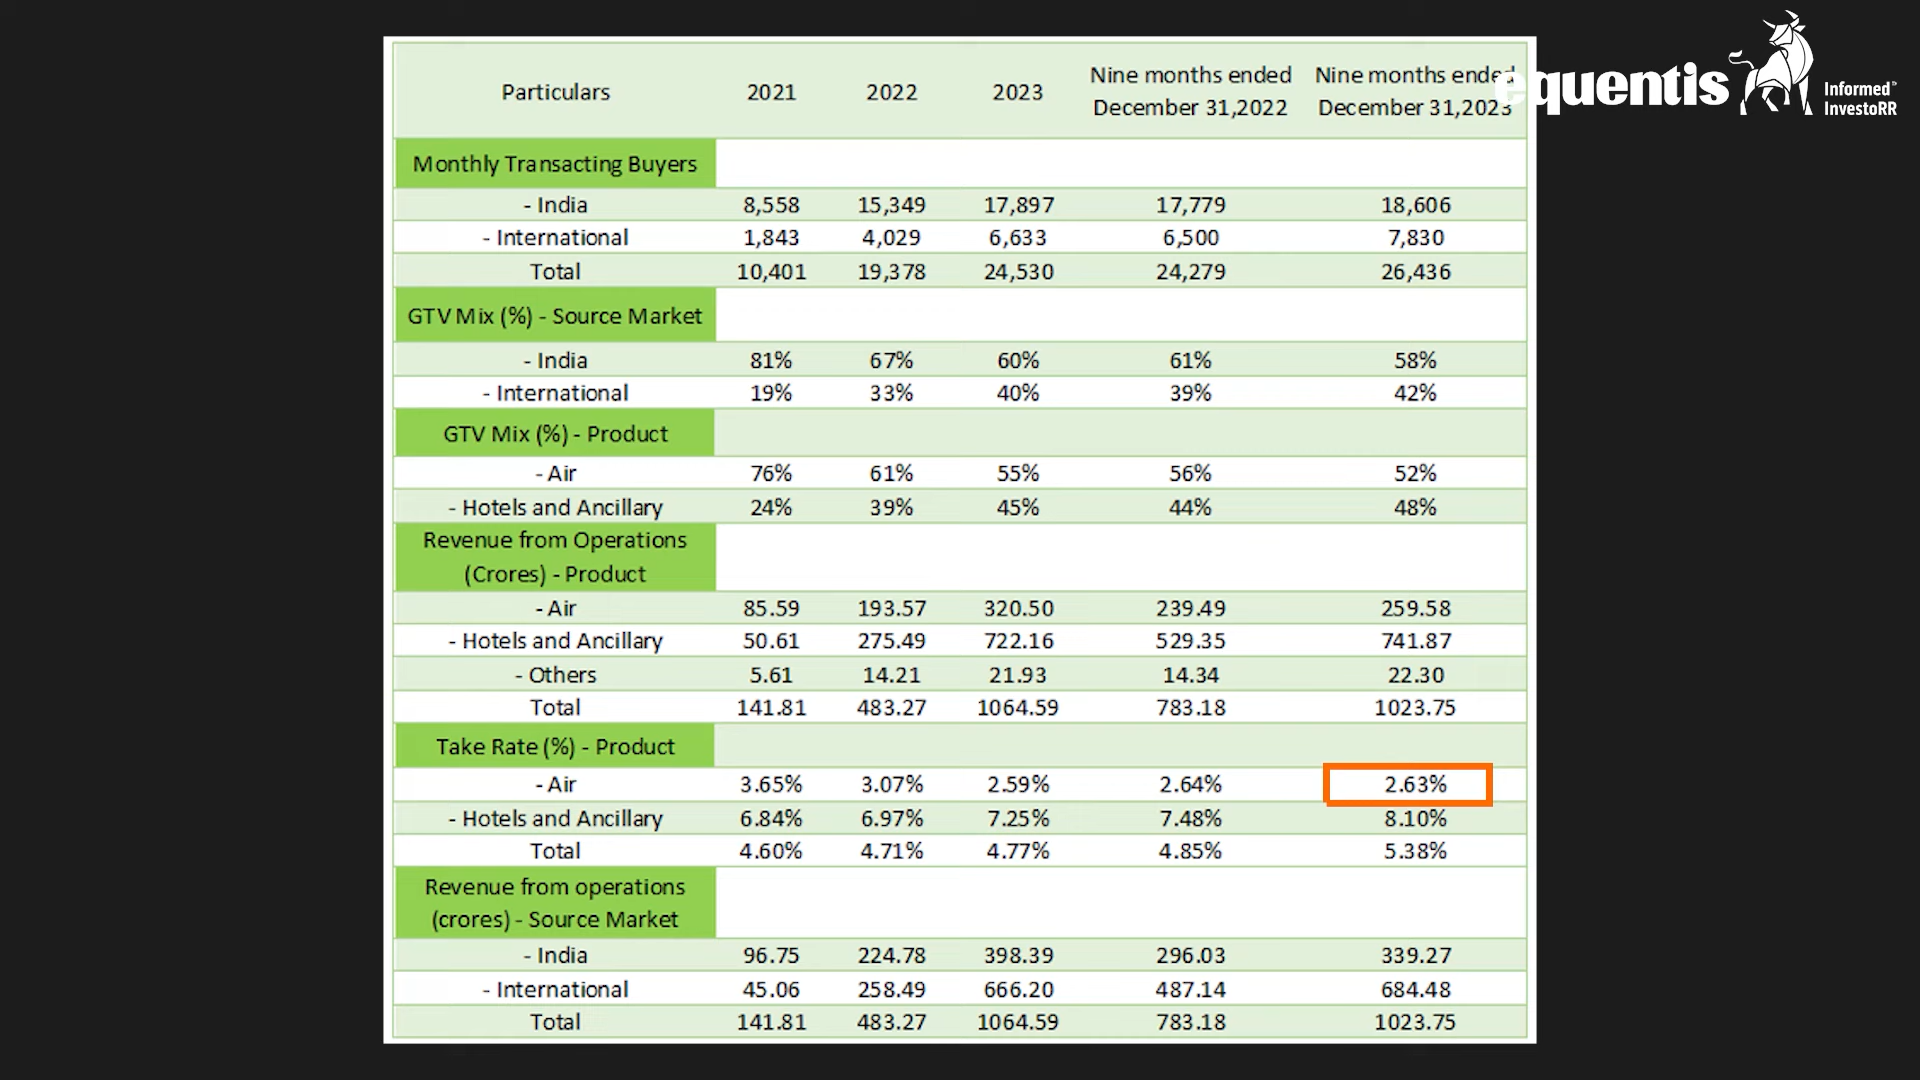 Particulars 2021 2022 2023 Nine months ended December 31,2022 Nine months ended December 31,2023
equentis Informed InvestoRR
Monthly Transacting Buyers
- India 8,558 15,349 17,897 17,779 18,606
- International 1,843 4,029 6,633 6,500 7,830
Total 10,401 19,378 24,530 24,279 26,436
GTV Mix (%) - Source Market
- India 81% 67% 60% 61% 58%
- International 19% 33% 40% 39% 42%
GTV Mix (%) - Product
- Air 76% 61% 55% 56% 52%
- Hotels and Ancillary 24% 39% 45% 44% 48%
Revenue from Operations
(Crores) - Product
- Air 85.59 193.57 320.50 239.49 259.58
- Hotels and Ancillary 50.61 275.49 722.16 529.35 741.87
- Others 5.61 14.21 21.93 14.34 22.30
Total 141.81 483.27 1064.59 783.18 1023.75
Take Rate (%) - Product
- Air 3.65% 3.07% 2.59% 2.64% 2.63%
- Hotels and Ancillary 6.84% 6.97% 7.25% 7.48% 8.10%
Total 4.60% 4.71% 4.77% 4.85% 5.38%
Revenue from operations
(crores) - Source Market
- India 96.75 224.78 398.39 296.03 339.27
- International 45.06 258.49 666.20 487.14 684.48
Total 141.81 483.27 1064.59 783.18 1023.75